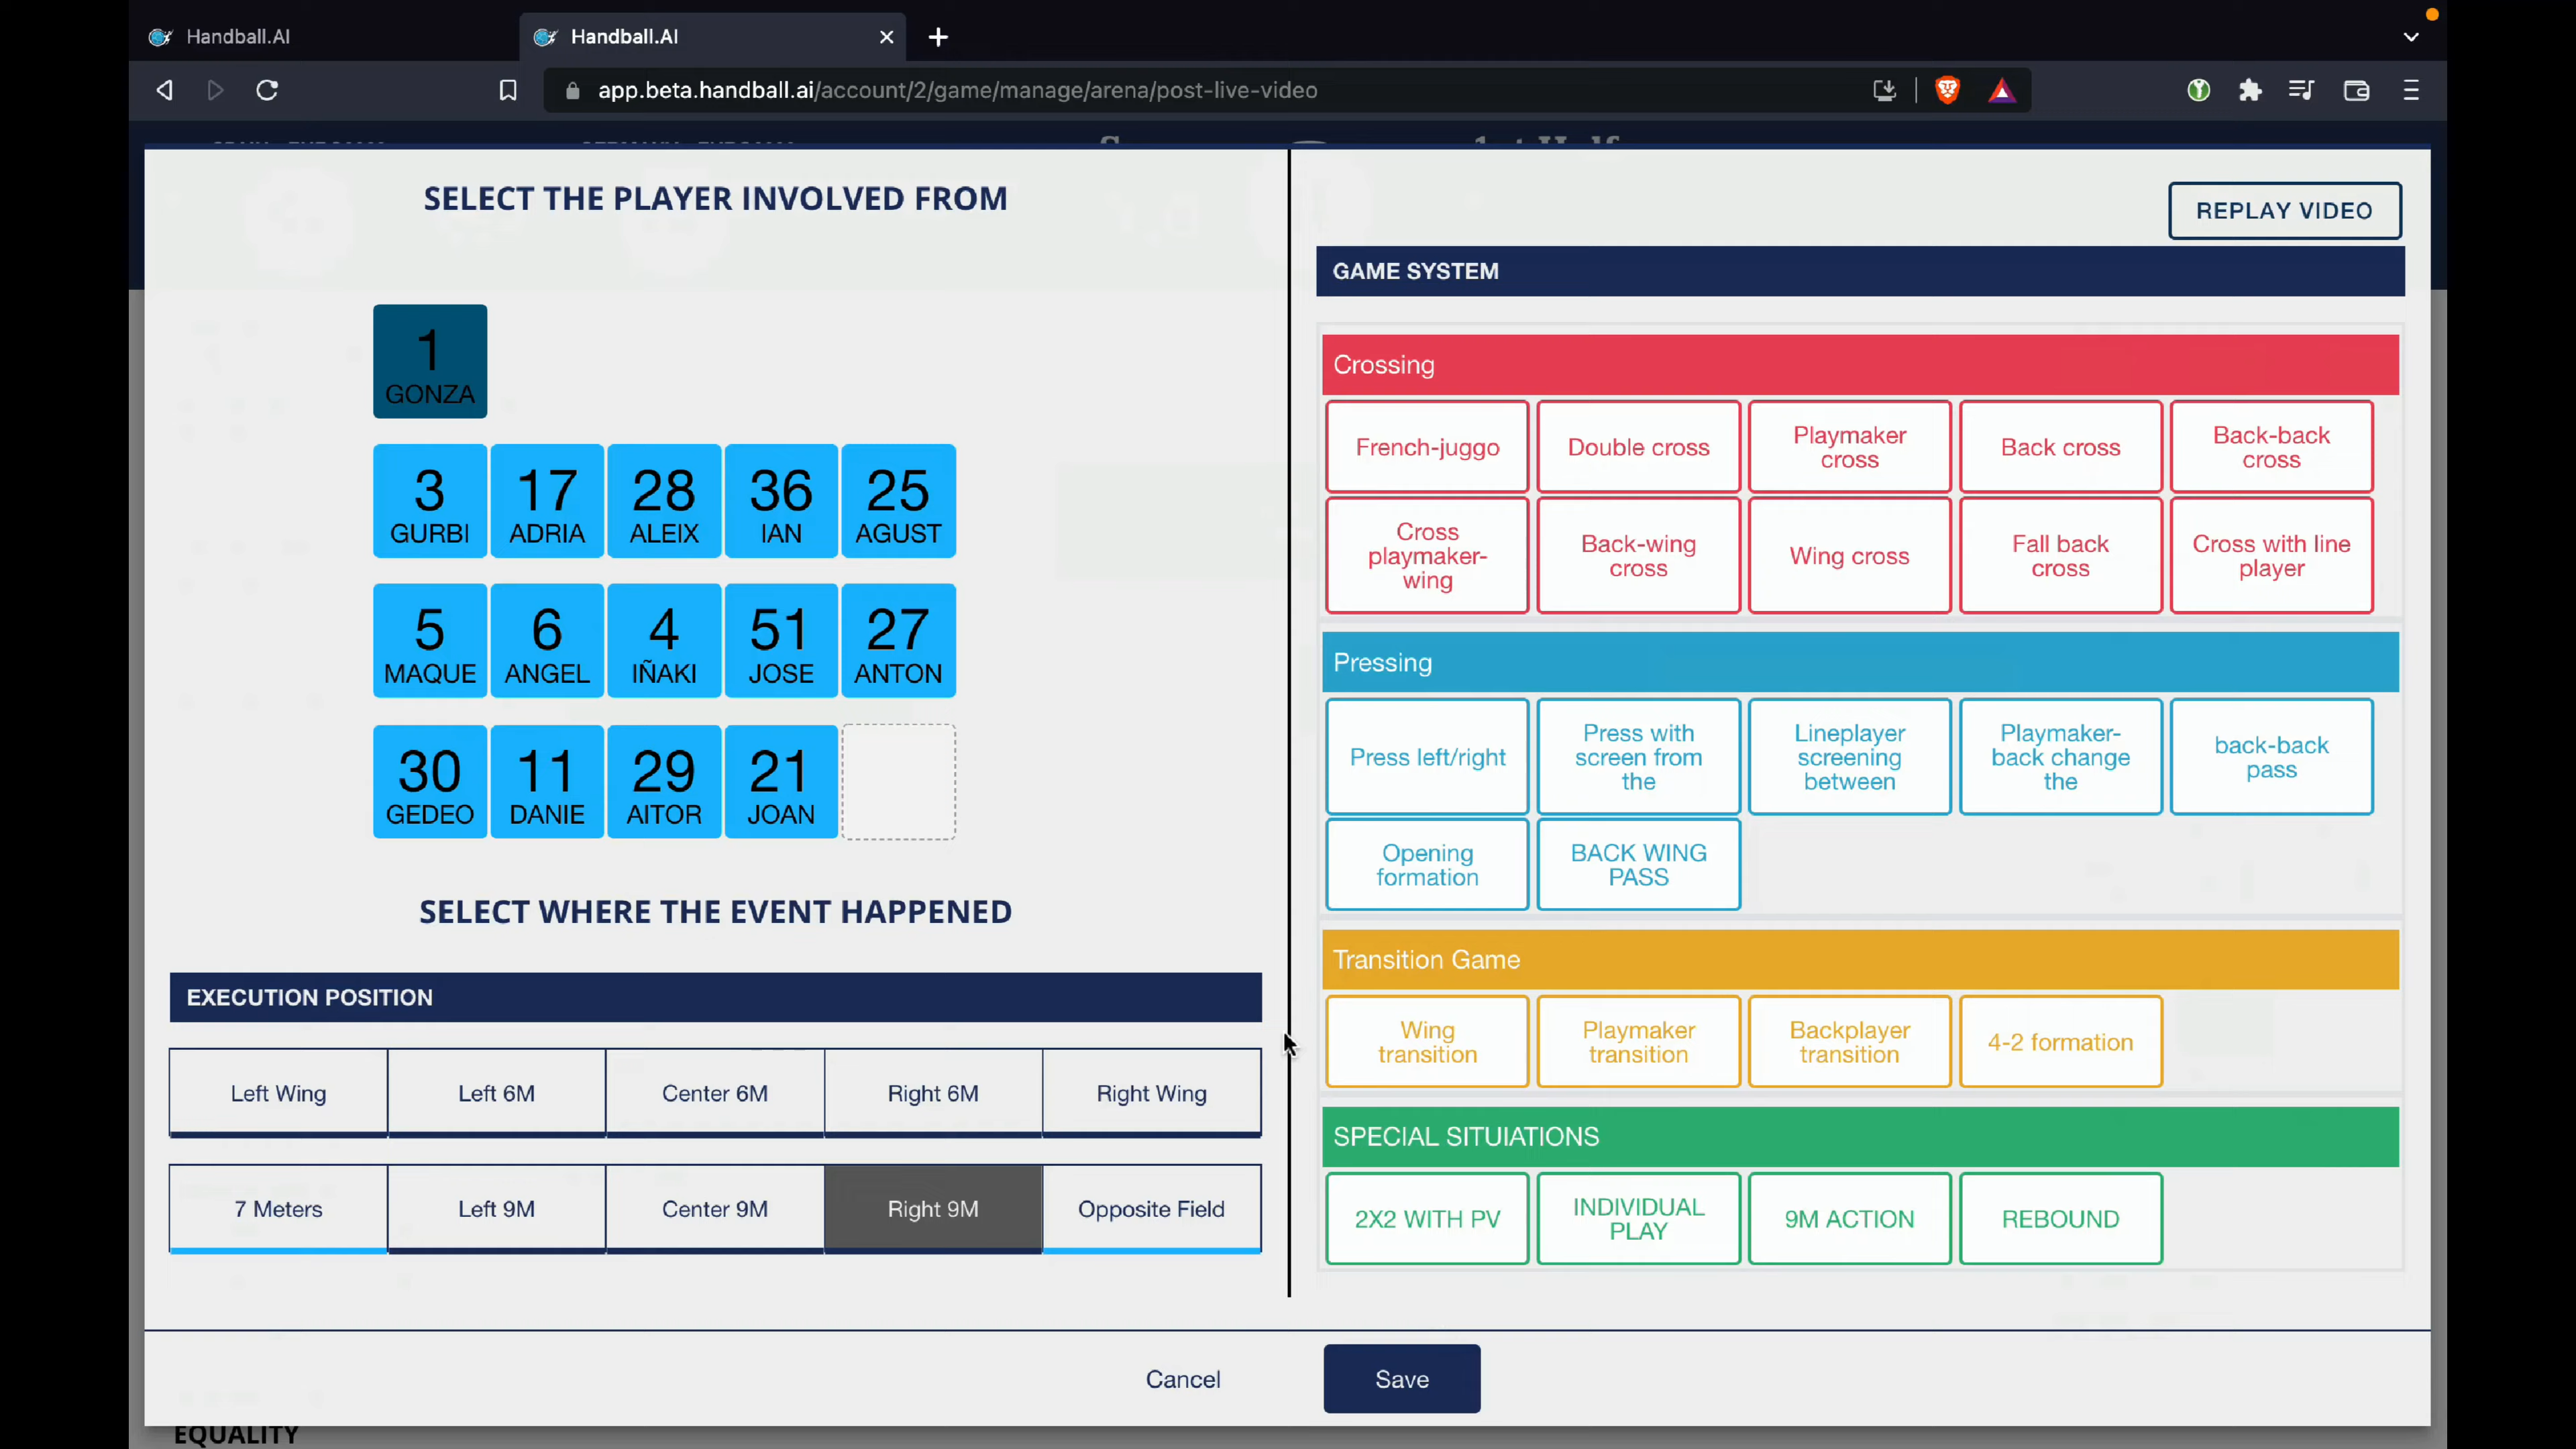 Handball.AI
Handball.AI
app.beta.handball.ai/account/2/game/manage/arena/post-live-video
SELECT THE PLAYER INVOLVED FROM
1
GONZA
3 17 28 36 25
GURBI ADRIA ALEIX IAN AGUST
5 6 4 51 27
MAQUE ANGEL IÑAKI JOSE ANTON
30 11 29 21
GEDEO DANIE AITOR JOAN
SELECT WHERE THE EVENT HAPPENED
EXECUTION POSITION
Left Wing Left 6M Center 6M Right 6M Right Wing
7 Meters Left 9M Center 9M Right 9M Opposite Field
REPLAY VIDEO
GAME SYSTEM
Crossing
French-juggo
Double cross
Playmaker
cross
Back cross
Back-back
cross
Cross
playmaker-
wing
Back-wing
cross
Wing cross
Fall back
cross
Cross with line
player
Pressing
Press left/right
Press with
screen from
the
Lineplayer
screening
between
Playmaker-
back change
the
back-back
pass
Opening
formation
BACK WING
PASS
Transition Game
Wing
transition
Playmaker
transition
Backplayer
transition
4-2 formation
SPECIAL SITUIATIONS
2X2 WITH PV
INDIVIDUAL
PLAY
9M ACTION
REBOUND
Cancel
Save
EQUALITY